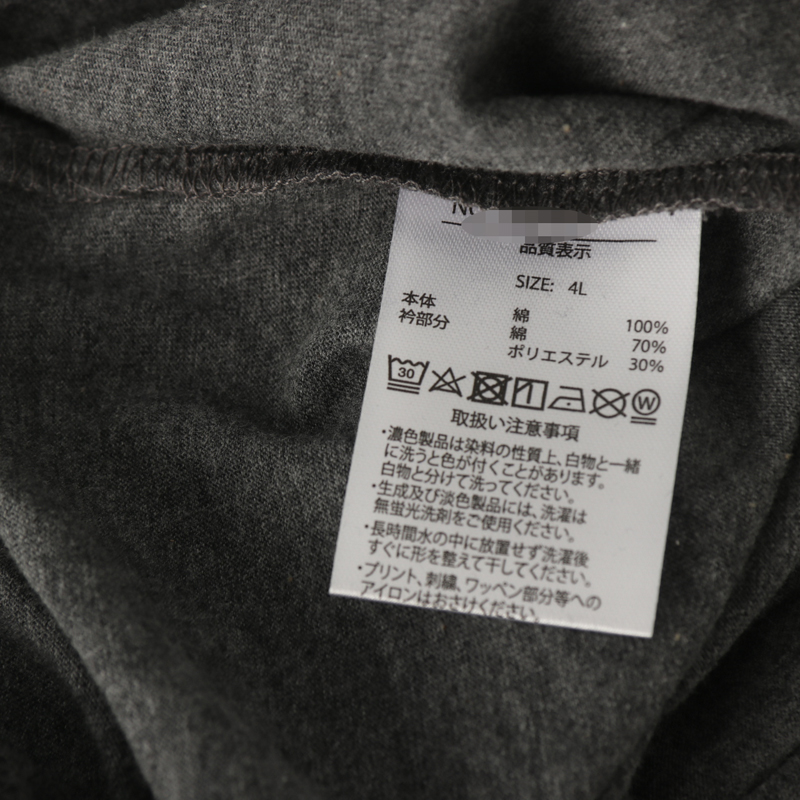 品質表示
SIZE: 4L
本体 綿 100%
衿部分 綿 70%
ポリエステル 30%
30
W
取扱い注意事項
・濃色製品は染料の性質上、白物と一緒
に洗うと色が付くことがあります。
白物と分けて洗ってください。
・生成及び淡色製品には、洗濯は
無蛍光洗剤をご使用ください。
・長時間水の中に放置せず洗濯後
すぐに形を整えて干してください。
・プリント、刺繍、ワッペン部分等への
アイロンはおさけください。